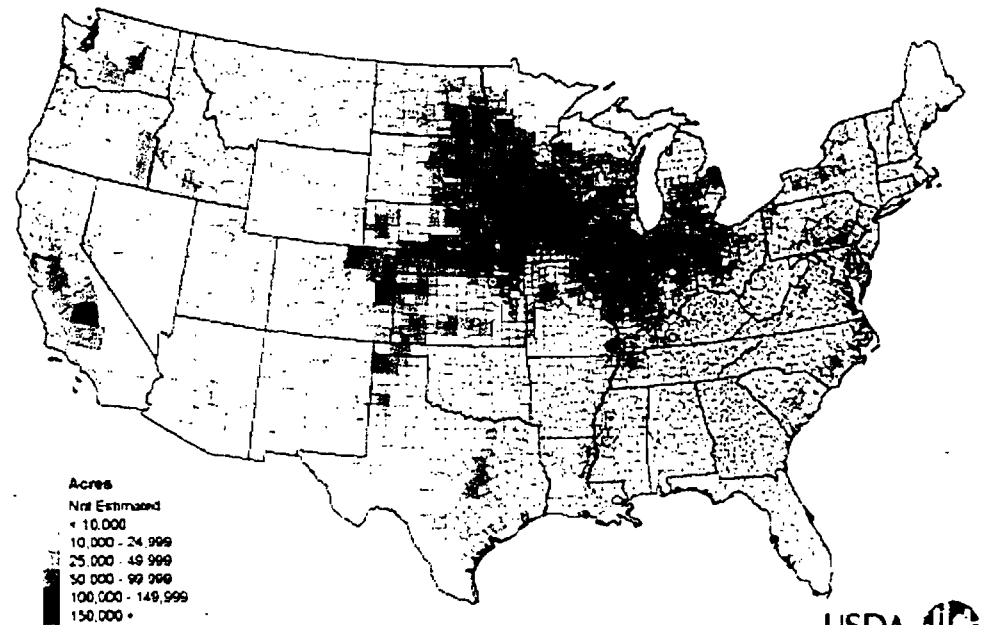 Acres
Not Estimated
< 10,000
10,000 - 24,999
25,000 - 49,999
50,000 - 99,999
100,000 - 149,999
150,000 +
USDA